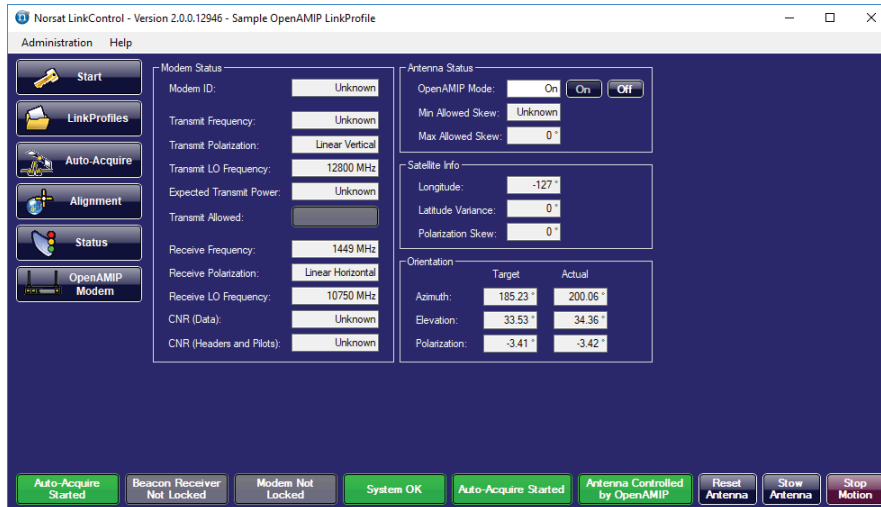 Norsat LinkControl - Version 2.0.0.12946 - Sample OpenAMIP LinkProfile
Administration Help
Start
LinkProfiles
Auto-Acquire
Alignment
Status
OpenAMIP
Modem
Modem Status
Modem ID: Unknown
Transmit Frequency: Unknown
Transmit Polarization: Linear Vertical
Transmit LO Frequency: 12800 MHz
Expected Transmit Power: Unknown
Transmit Allowed:
Receive Frequency: 1449 MHz
Receive Polarization: Linear Horizontal
Receive LO Frequency: 10750 MHz
CNR (Data): Unknown
CNR (Headers and Pilots): Unknown
Antenna Status
OpenAMIP Mode: On On Off
Min Allowed Skew: Unknown
Max Allowed Skew: 0 °
Satellite Info
Longitude: -127 °
Latitude Variance: 0 °
Polarization Skew: 0 °
Orientation
Target Actual
Azimuth: 185.23 ° 200.06 °
Elevation: 33.53 ° 34.36 °
Polarization: -3.41 ° -3.42 °
Auto-Acquire
Started
Beacon Receiver
Not Locked
Modem Not
Locked
System OK
Auto-Acquire Started
Antenna Controlled
by OpenAMIP
Reset
Antenna
Stow
Antenna
Stop
Motion